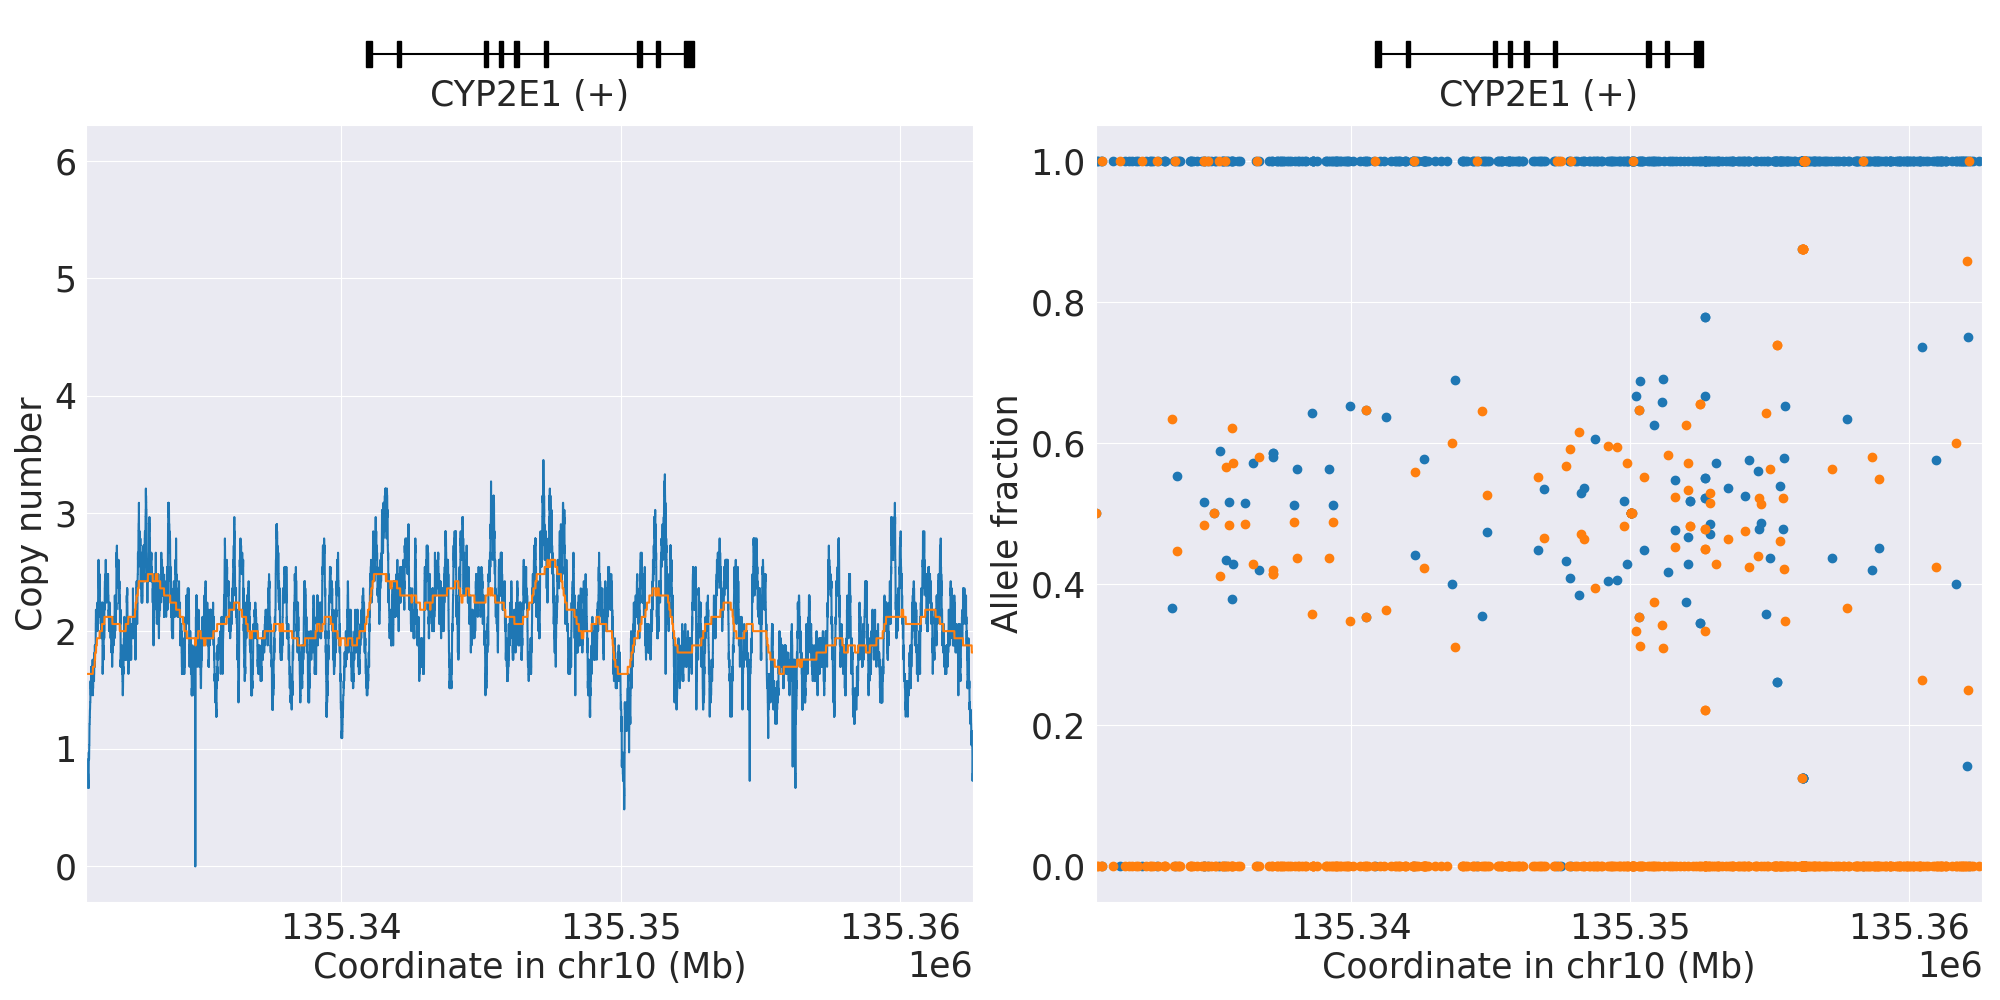 CYP2E1 (+)
6
5
4
3
2
1
0
Copy number
135.34 135.35 135.36
Coordinate in chr10 (Mb)
1e6
CYP2E1 (+)
1.0
0.8
0.6
0.4
0.2
0.0
Allele fraction
135.34 135.35 135.36
Coordinate in chr10 (Mb)
1e6